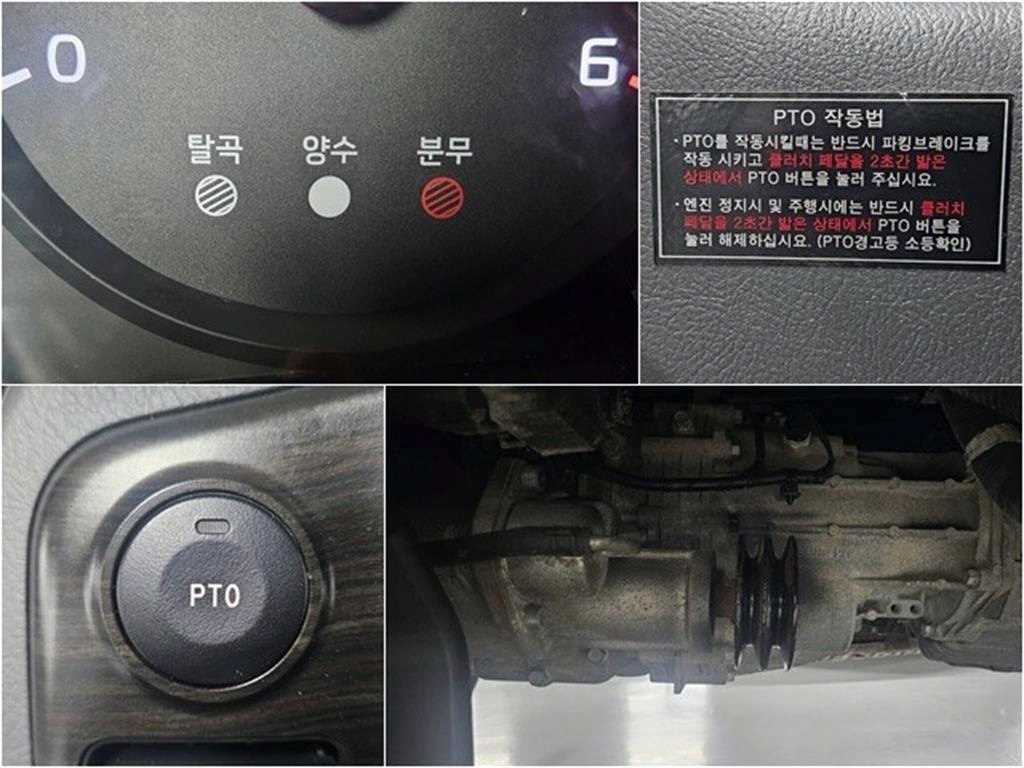 0 6
탈곡 양수 분무
PTO 작동법
·PTO를 작동시킬때는 반드시 파킹브레이크를
작동 시키고 클러치 페달을 2초간 밟은
상태에서 PTO 버튼을 눌러 주십시요.
·엔진 정지시 및 주행시에는 반드시 클러치
페달을 2초간 밟은 상태에서 PTO 버튼을
눌러 해제하십시요. (PTO경고등 소등확인)
PTO